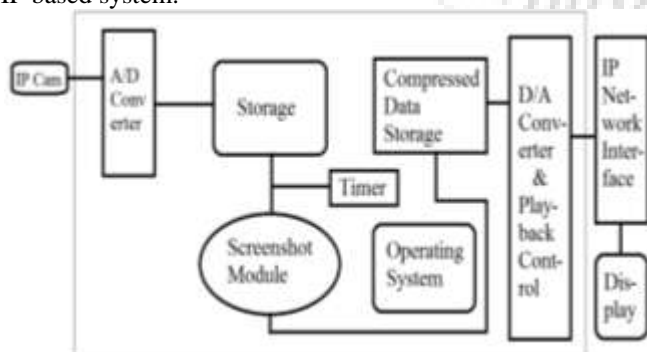 IP based system.
IP Cam
A/D
Conv
erter
Storage
Timer
Screenshot
Module
Compressed
Data
Storage
Operating
System
D/A
Conv-
erter
&
Play-
back
Cont-
rol
IP
Net-
work
Inter-
face
Dis-
play